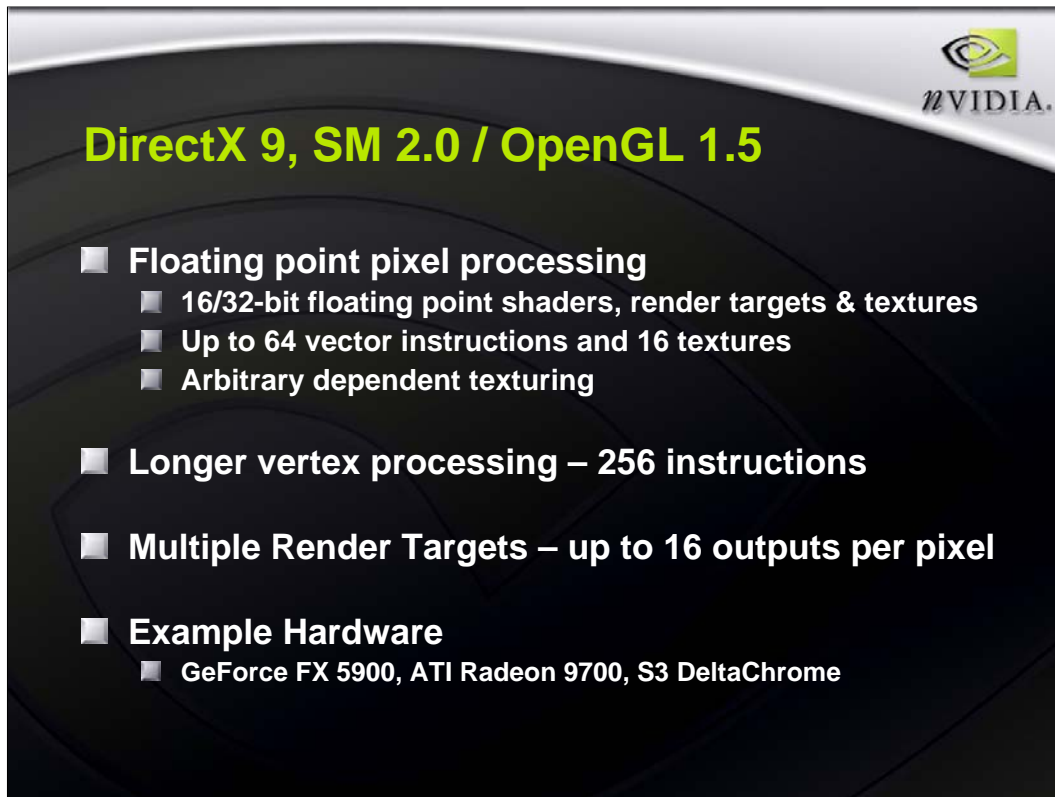 nVIDIA.
DirectX 9, SM 2.0 / OpenGL 1.5
Floating point pixel processing
16/32-bit floating point shaders, render targets & textures
Up to 64 vector instructions and 16 textures
Arbitrary dependent texturing
Longer vertex processing – 256 instructions
Multiple Render Targets – up to 16 outputs per pixel
Example Hardware
GeForce FX 5900, ATI Radeon 9700, S3 DeltaChrome